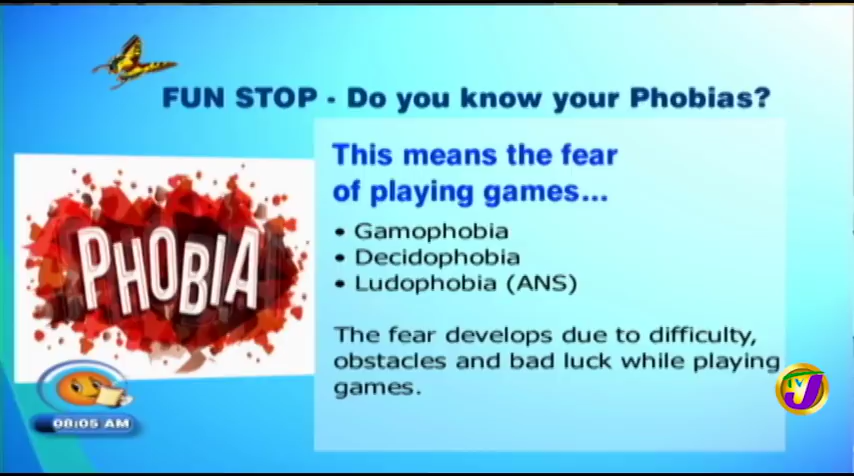 FUN STOP - Do you know your Phobias?
This means the fear
of playing games...
• Gamophobia
• Decidophobia
• Ludophobia (ANS)
The fear develops due to difficulty,
obstacles and bad luck while playing
games.
PHOBIA
08:05 AM
TVJ